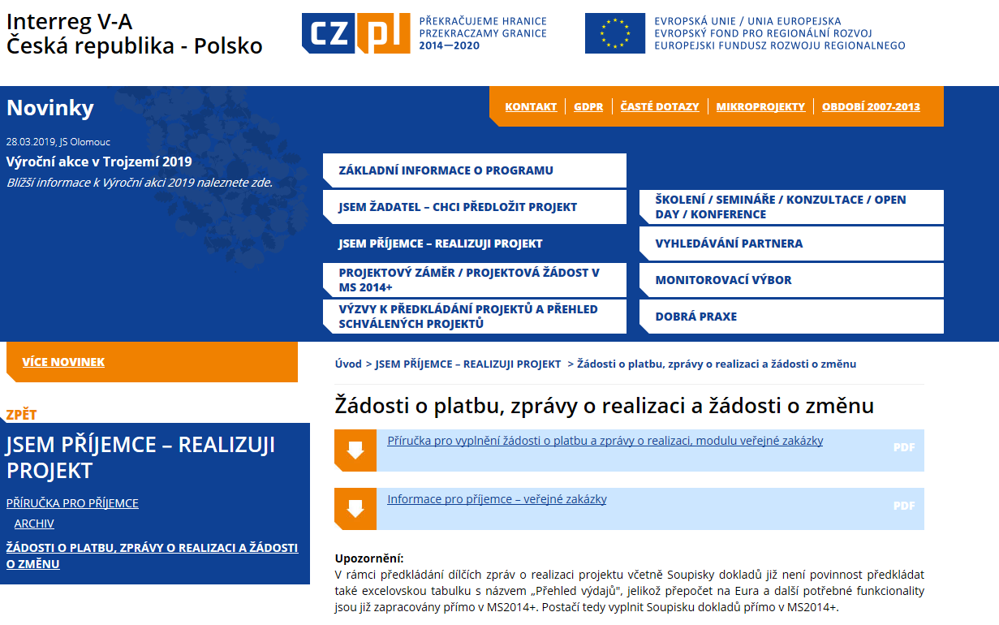 Interreg V-A
Česká republika - Polsko
cz pl
PŘEKRAČUJEME HRANICE
PRZEKRACZAMY GRANICE
2014—2020
EVROPSKÁ UNIE / UNIA EUROPEJSKA
EVROPSKÝ FOND PRO REGIONÁLNÍ ROZVOJ
EUROPEJSKI FUNDUSZ ROZWOJU REGIONALNEGO
KONTAKT
GDPR
ČASTÉ DOTAZY
MIKROPROJEKTY
OBDOBÍ 2007-2013
Novinky
28.03.2019, JS Olomouc
Výroční akce v Trojzemí 2019
Bližší informace k Výroční akci 2019 naleznete zde.
ZÁKLADNÍ INFORMACE O PROGRAMU
JSEM ŽADATEL – CHCI PŘEDLOŽIT PROJEKT
JSEM PŘÍJEMCE – REALIZUJI PROJEKT
PROJEKTOVÝ ZÁMĚR / PROJEKTOVÁ ŽÁDOST V
MS 2014+
VÝZVY K PŘEDKLÁDÁNÍ PROJEKTŮ A PŘEHLED
SCHVÁLENÝCH PROJEKTŮ
ŠKOLENÍ / SEMINÁŘE / KONZULTACE / OPEN
DAY / KONFERENCE
VYHLEDÁVÁNÍ PARTNERA
MONITOROVACÍ VÝBOR
DOBRÁ PRAXE
VÍCE NOVINEK
ZPĚT
JSEM PŘÍJEMCE – REALIZUJI
PROJEKT
PŘÍRUČKA PRO PŘÍJEMCE
ARCHIV
ŽÁDOSTI O PLATBU, ZPRÁVY O REALIZACI A ŽÁDOSTI
O ZMĚNU
Úvod > JSEM PŘÍJEMCE – REALIZUJI PROJEKT > Žádosti o platbu, zprávy o realizaci a žádosti o změnu
Žádosti o platbu, zprávy o realizaci a žádosti o změnu
Příručka pro vyplnění žádosti o platbu a zprávy o realizaci, modulu veřejné zakázky
PDF
Informace pro příjemce – veřejné zakázky
PDF
Upozornění:
V rámci předkládání dílčích zpráv o realizaci projektu včetně Soupisky dokladů již není povinnost předkládat
také excelovskou tabulku s názvem „Přehled výdajů", jelikož přepočet na Eura a další potřebné funkcionality
jsou již zapracovány přímo v MS2014+. Postačí tedy vyplnit Soupisku dokladů přímo v MS2014+.